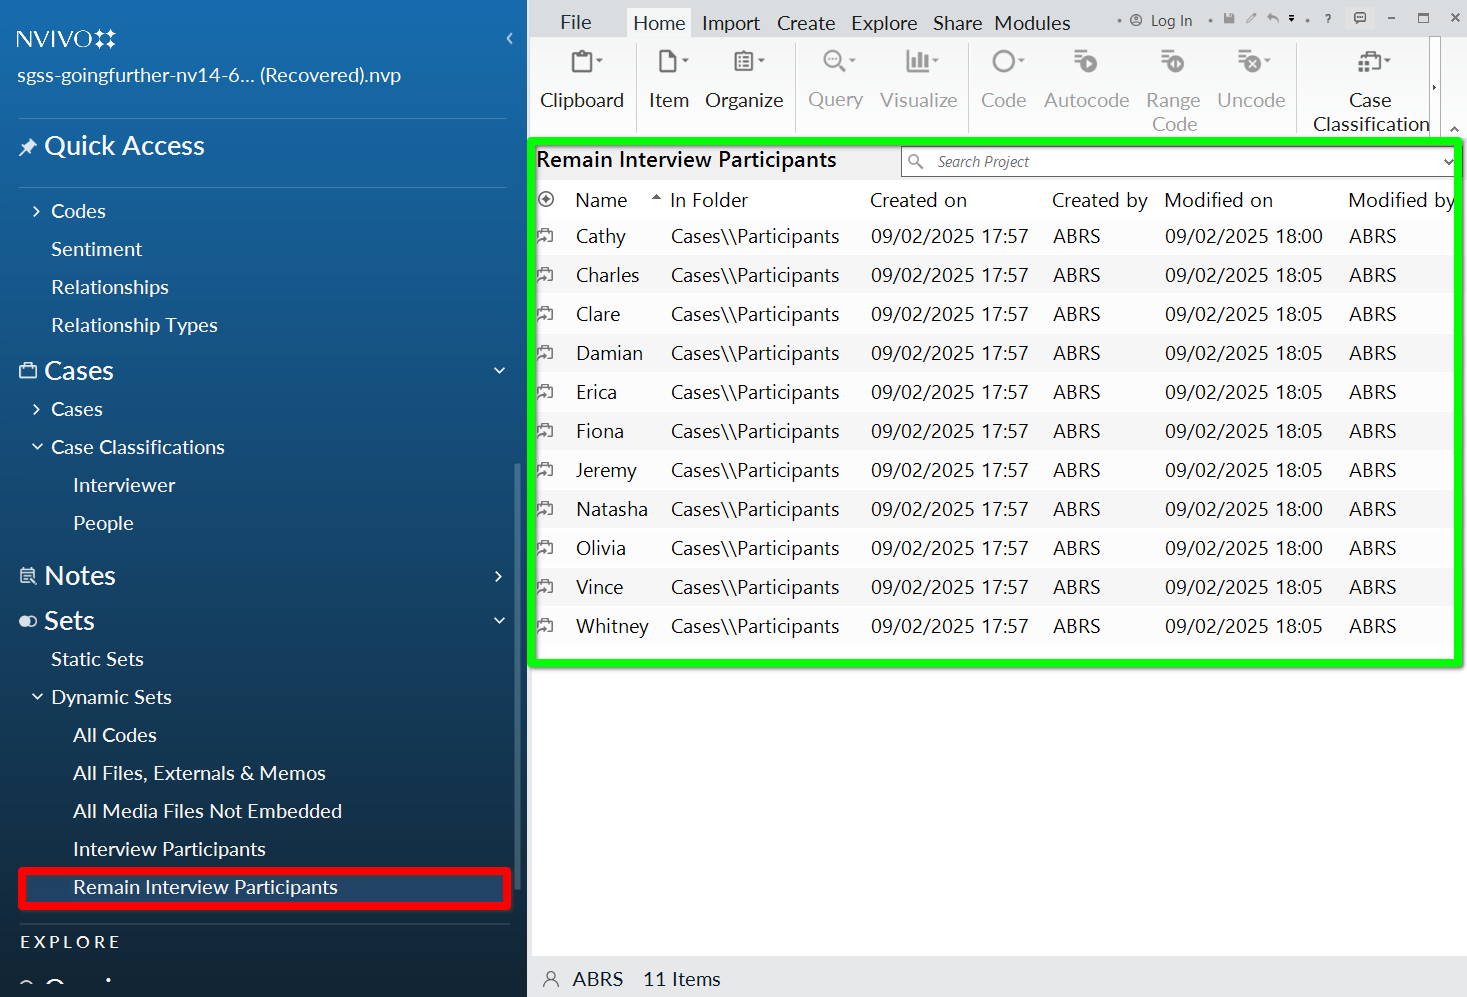 NVIVO
sgss-goingfurther-nv14-6... (Recovered).nvp
Quick Access
Codes
Sentiment
Relationships
Relationship Types
Cases
Cases
Case Classifications
Interviewer
People
Notes
Sets
Static Sets
Dynamic Sets
All Codes
All Files, Externals & Memos
All Media Files Not Embedded
Interview Participants
Remain Interview Participants
EXPLORE
File Home Import Create Explore Share Modules Log In ?
Clipboard Item Organize Query Visualize Code Autocode Range Code Uncode Case Classification
Remain Interview Participants Search Project
Name In Folder Created on Created by Modified on Modified by
Cathy Cases\\Participants 09/02/2025 17:57 ABRS 09/02/2025 18:00 ABRS
Charles Cases\\Participants 09/02/2025 17:57 ABRS 09/02/2025 18:05 ABRS
Clare Cases\\Participants 09/02/2025 17:57 ABRS 09/02/2025 18:05 ABRS
Damian Cases\\Participants 09/02/2025 17:57 ABRS 09/02/2025 18:05 ABRS
Erica Cases\\Participants 09/02/2025 17:57 ABRS 09/02/2025 18:05 ABRS
Fiona Cases\\Participants 09/02/2025 17:57 ABRS 09/02/2025 18:05 ABRS
Jeremy Cases\\Participants 09/02/2025 17:57 ABRS 09/02/2025 18:05 ABRS
Natasha Cases\\Participants 09/02/2025 17:57 ABRS 09/02/2025 18:00 ABRS
Olivia Cases\\Participants 09/02/2025 17:57 ABRS 09/02/2025 18:00 ABRS
Vince Cases\\Participants 09/02/2025 17:57 ABRS 09/02/2025 18:05 ABRS
Whitney Cases\\Participants 09/02/2025 17:57 ABRS 09/02/2025 18:05 ABRS
ABRS 11 Items